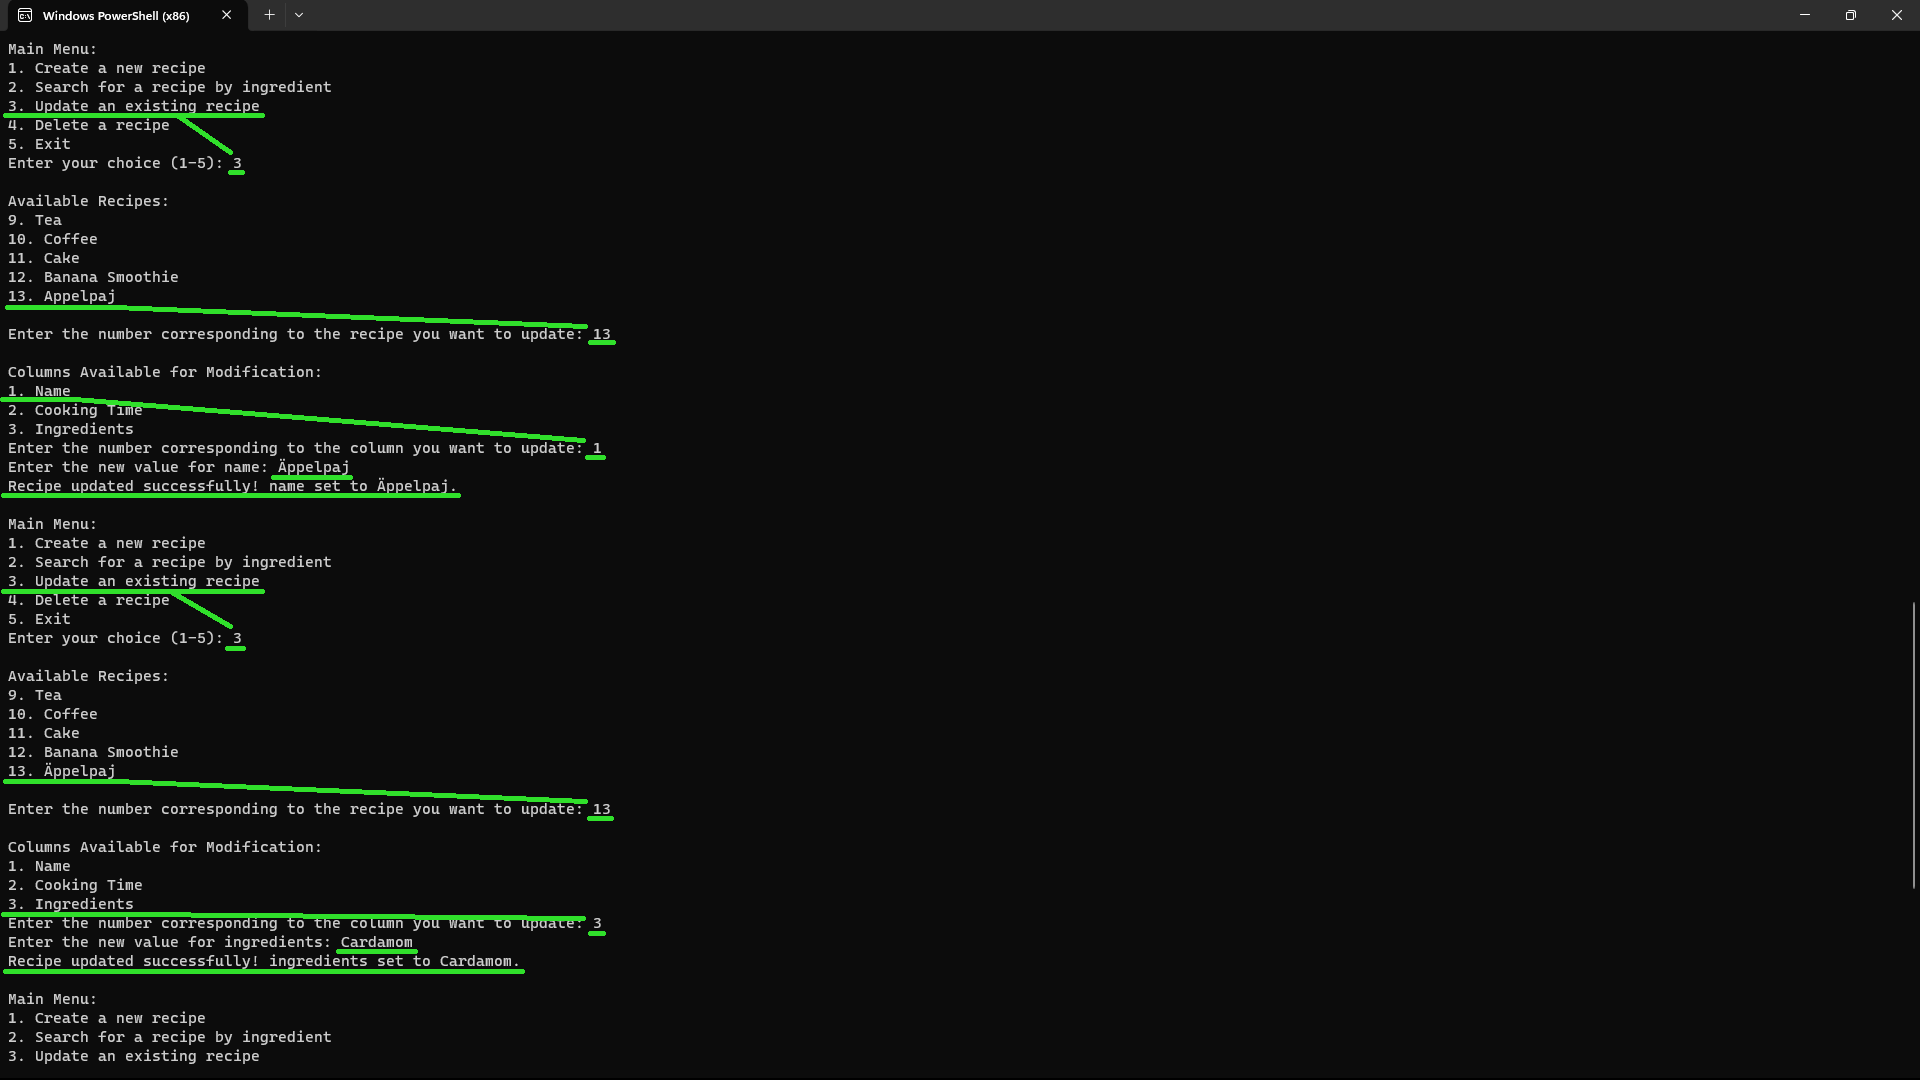 Windows PowerShell (x86)
Main Menu:
1. Create a new recipe
2. Search for a recipe by ingredient
3. Update an existing recipe
4. Delete a recipe
5. Exit
Enter your choice (1-5): 3
Available Recipes:
9. Tea
10. Coffee
11. Cake
12. Banana Smoothie
13. Appelpaj
Enter the number corresponding to the recipe you want to update: 13
Columns Available for Modification:
1. Name
2. Cooking Time
3. Ingredients
Enter the number corresponding to the column you want to update: 1
Enter the new value for name: Äppelpaj
Recipe updated successfully! name set to Äppelpaj.
Main Menu:
1. Create a new recipe
2. Search for a recipe by ingredient
3. Update an existing recipe
4. Delete a recipe
5. Exit
Enter your choice (1-5): 3
Available Recipes:
9. Tea
10. Coffee
11. Cake
12. Banana Smoothie
13. Äppelpaj
Enter the number corresponding to the recipe you want to update: 13
Columns Available for Modification:
1. Name
2. Cooking Time
3. Ingredients
Enter the number corresponding to the column you want to update: 3
Enter the new value for ingredients: Cardamom
Recipe updated successfully! ingredients set to Cardamom.
Main Menu:
1. Create a new recipe
2. Search for a recipe by ingredient
3. Update an existing recipe